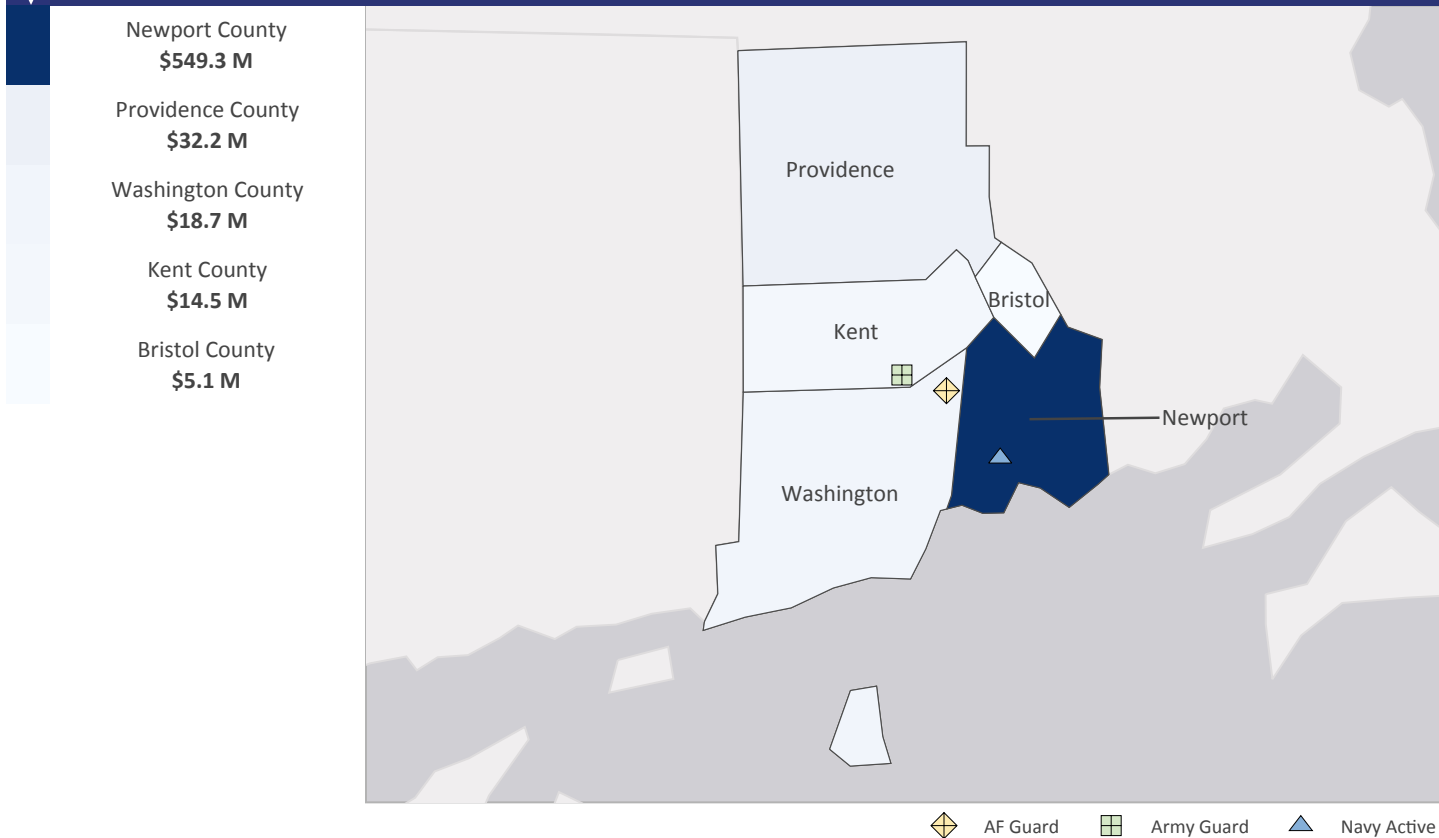 Newport County
$549.3 M
Providence County
$32.2 M
Washington County
$18.7 M
Kent County
$14.5 M
Bristol County
$5.1 M
Providence
Bristol
Kent
Newport
Washington
AF Guard
Army Guard
Navy Active